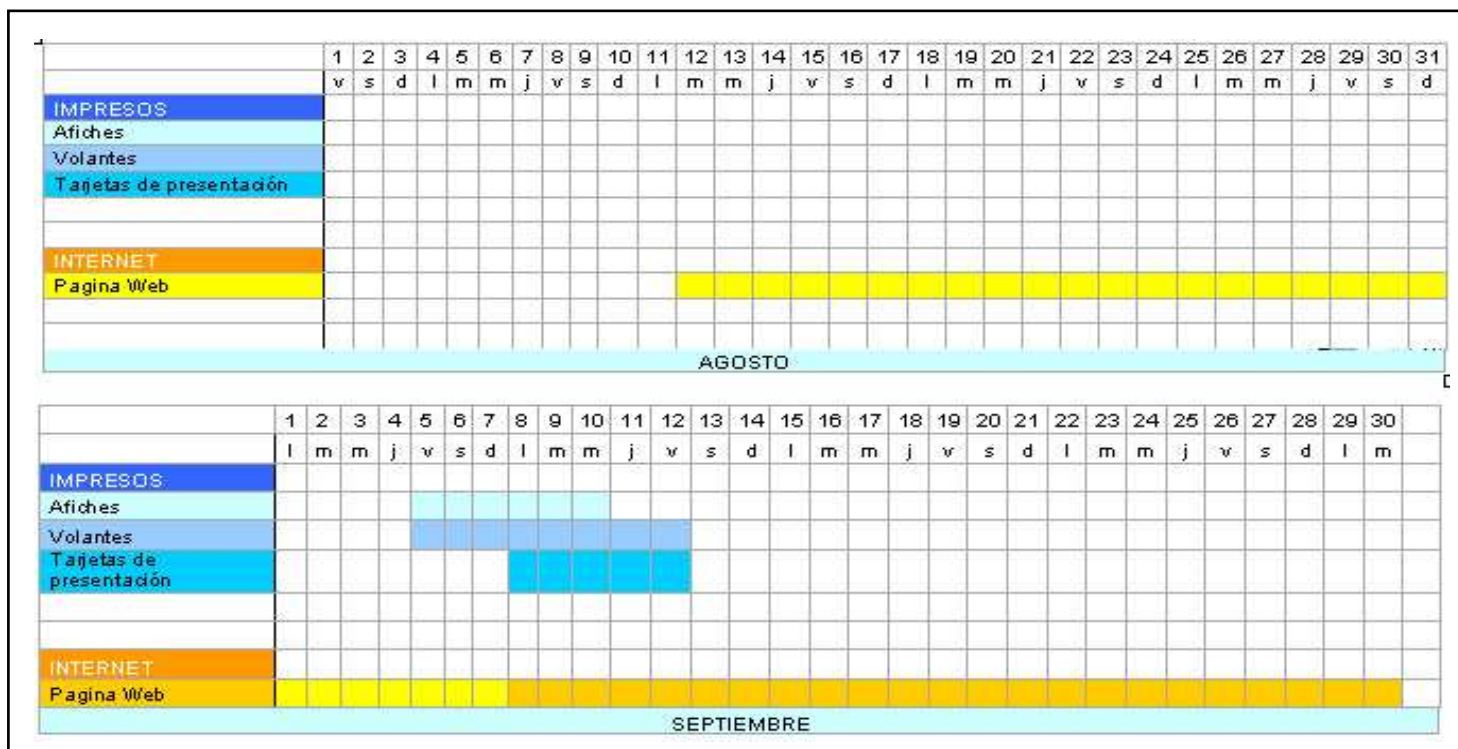 1 2 3 4 5 6 7 8 9 10 11 12 13 14 15 16 17 18 19 20 21 22 23 24 25 26 27 28 29 30 31
v s d l m m j v s d l m m j v s d l m m j v s d l m m j v s d
IMPRESOS
Afiches
Volantes
Tarjetas de presentación
INTERNET
Pagina Web
AGOSTO
1 2 3 4 5 6 7 8 9 10 11 12 13 14 15 16 17 18 19 20 21 22 23 24 25 26 27 28 29 30
l m m j v s d l m m j v s d l m m j v s d l m m j v s d l m
IMPRESOS
Afiches
Volantes
Tarjetas de
presentación
INTERNET
Pagina Web
SEPTIEMBRE